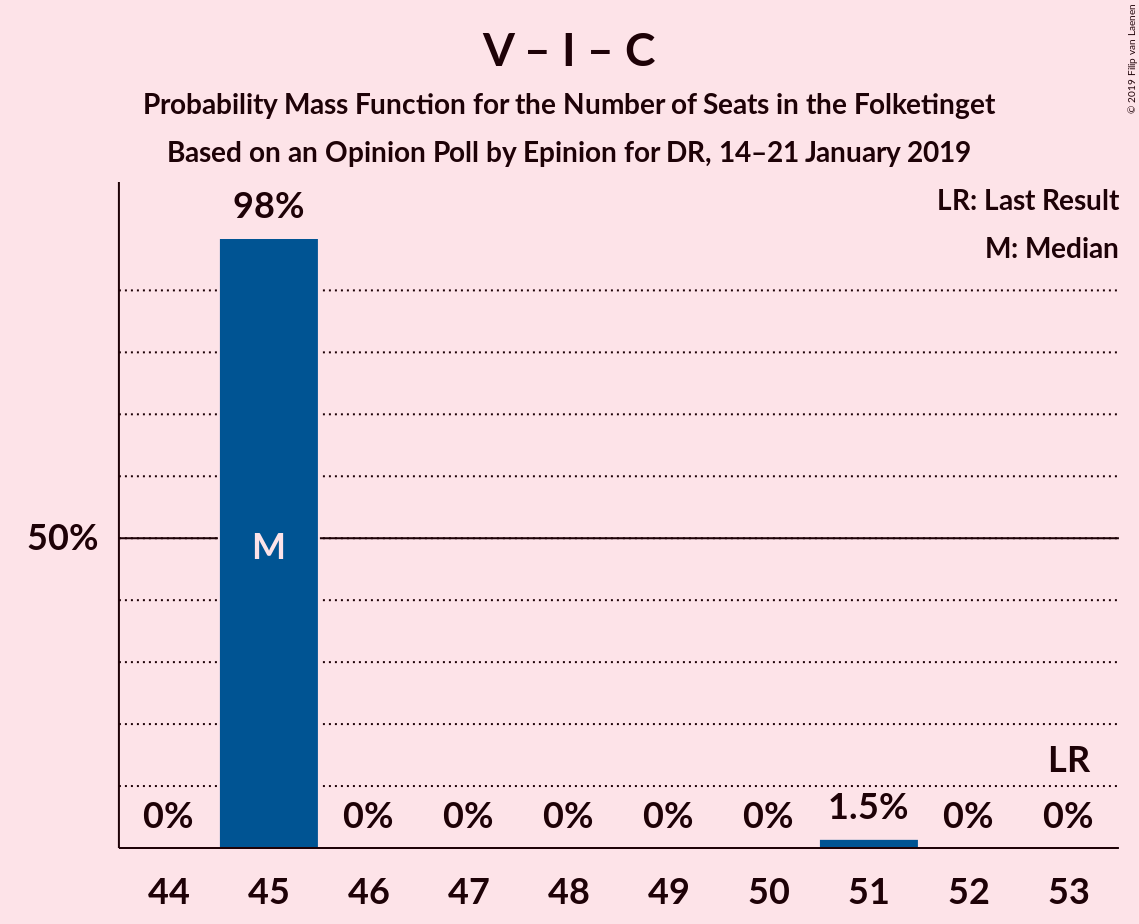 V – I – C
Probability Mass Function for the Number of Seats in the Folketinget
Based on an Opinion Poll by Epinion for DR, 14–21 January 2019
© 2019 Filip van Laenen
LR: Last Result
M: Median
98%
50%
M
LR
0%
0%
0%
0%
0%
0%
1.5%
0%
0%
44 45 46 47 48 49 50 51 52 53